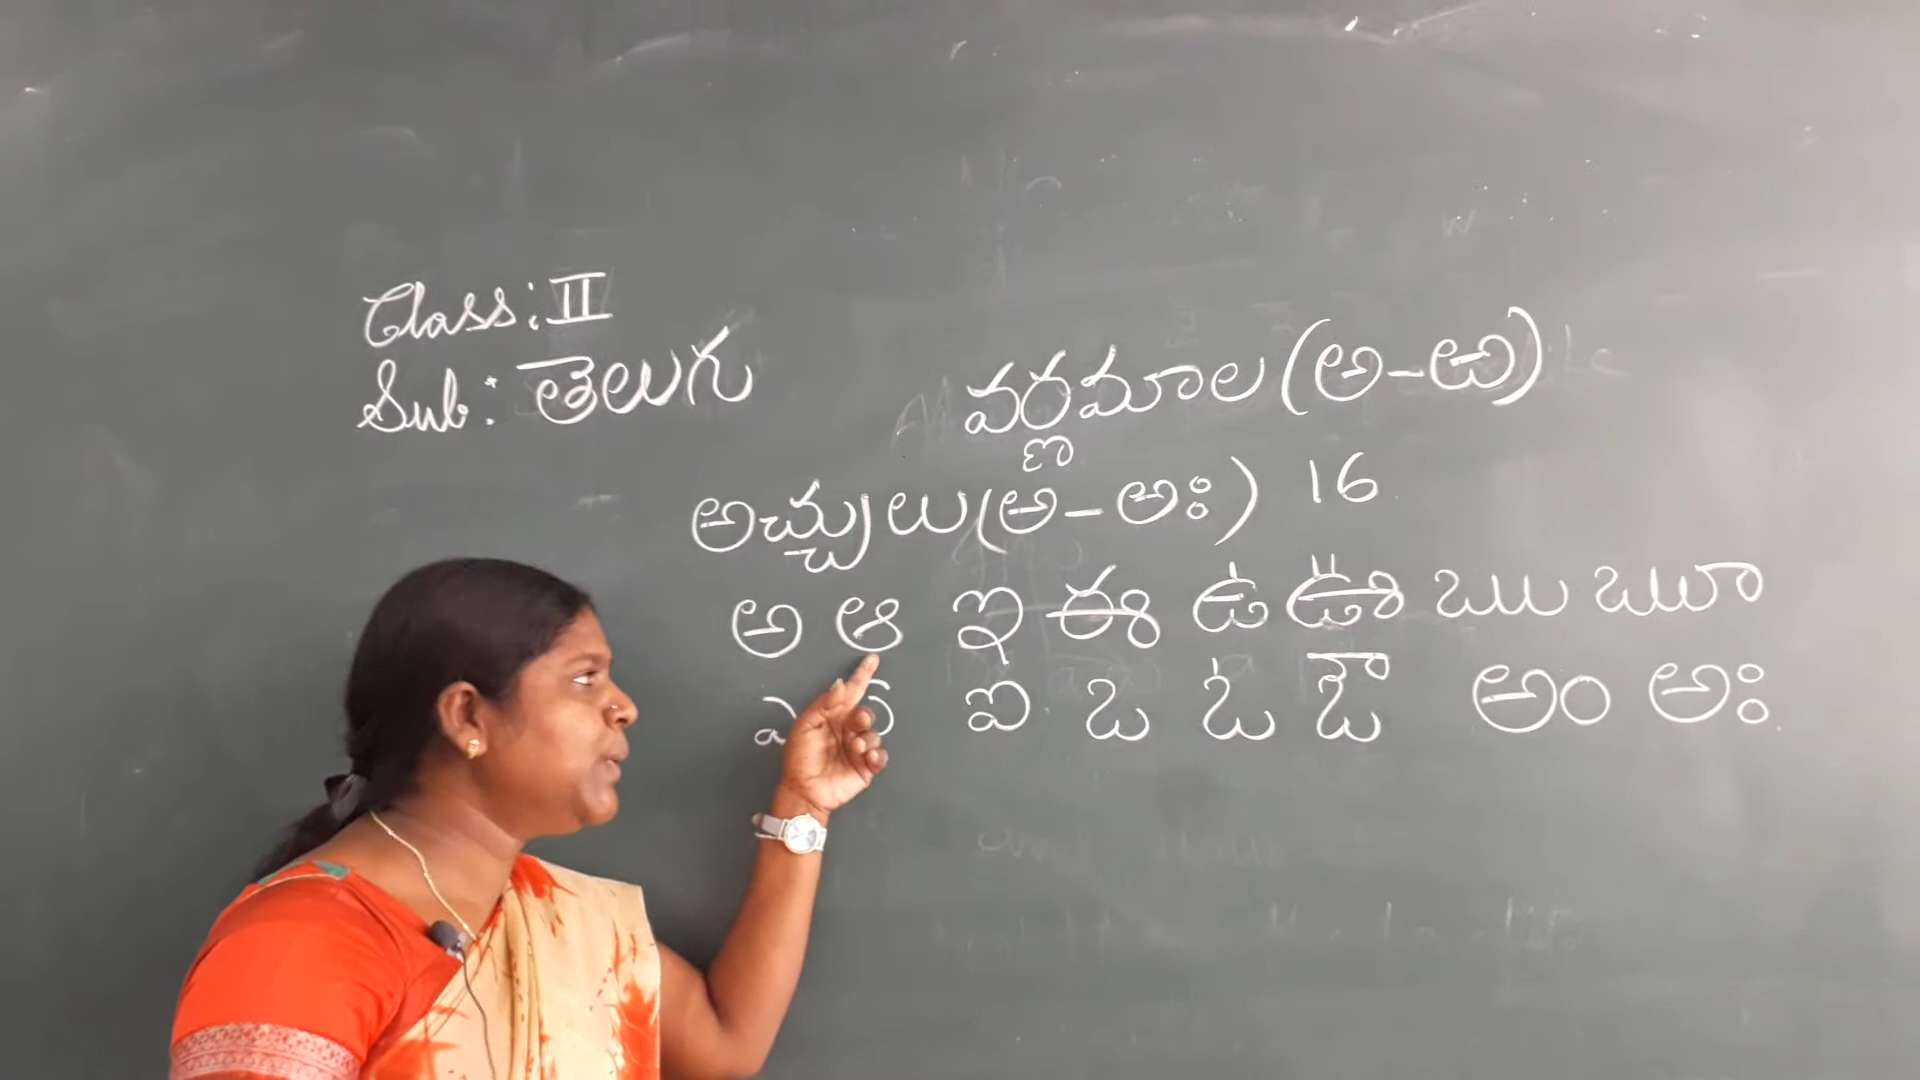 Class: II
Sub: తెలుగు
వర్ణమాల (అ-ఱ)
అచ్చులు (అ-అః) 16
అ ఆ ఇ ఈ ఉ ఊ ఋ ౠ
ఐ ఒ ఓ ఔ అం అః